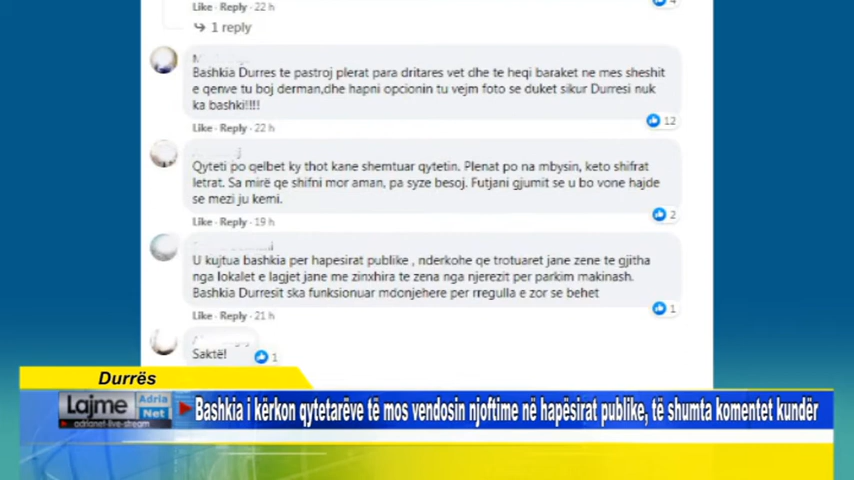 Like · Reply · 22 h
4
1 reply
Bashkia Durres te pastroj plerat para dritares vet dhe te heqi baraket ne mes sheshit
e qenve tu boj derman,dhe hapni opcionin tu vejm foto se duket sikur Durresi nuk
ka bashki!!!!
Like · Reply · 22 h
12
Qyteti po qelbet ky thot kane shemtuar qytetin. Plenat po na mbysin, keto shifrat
letrat. Sa mirë qe shifni mor aman, pa syze besoj. Futjani gjumit se u bo vone hajde
se mezi ju kemi.
Like · Reply · 19 h
2
U kujtua bashkia per hapesirat publike , nderkohe qe trotuaret jane zene te gjitha
nga lokalet e lagjet jane me zinxhira te zena nga njerezit per parkim makinash.
Bashkia Durresit ska funksionuar mdonjehere per rregulla e zor se behet
Like · Reply · 21 h
1
Saktë!
1
Durrës
Lajme
Adria
Net
adrianet-live-stream
Bashkia i kërkon qytetarëve të mos vendosin njoftime në hapësirat publike, të shumta komentet kundër